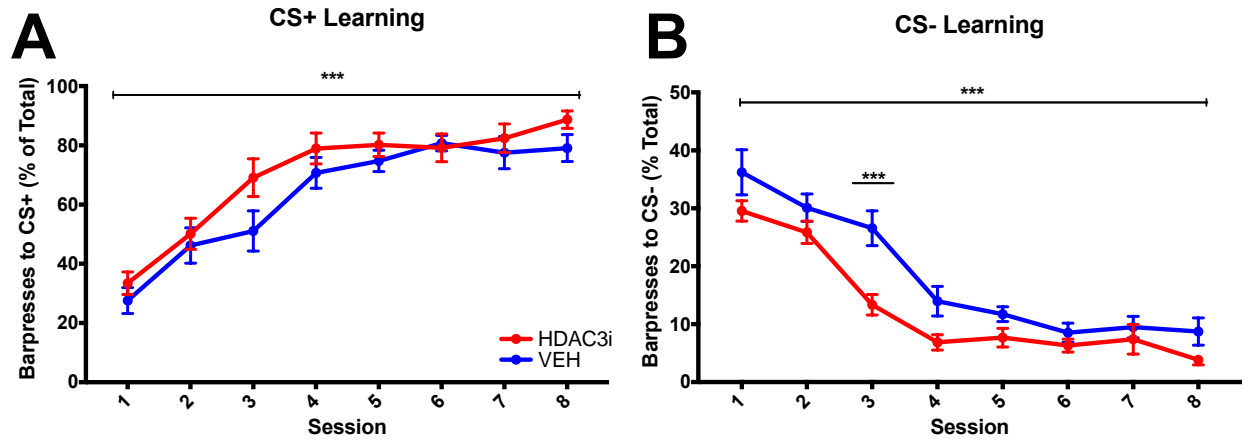 A
CS+ Learning
***
Barpresses to CS+ (% of Total)
100
80
60
40
20
0
HDAC3i
VEH
1 2 3 4 5 6 7 8
Session
B
CS- Learning
***
***
Barpresses to CS- (% Total)
50
40
30
20
10
0
1 2 3 4 5 6 7 8
Session